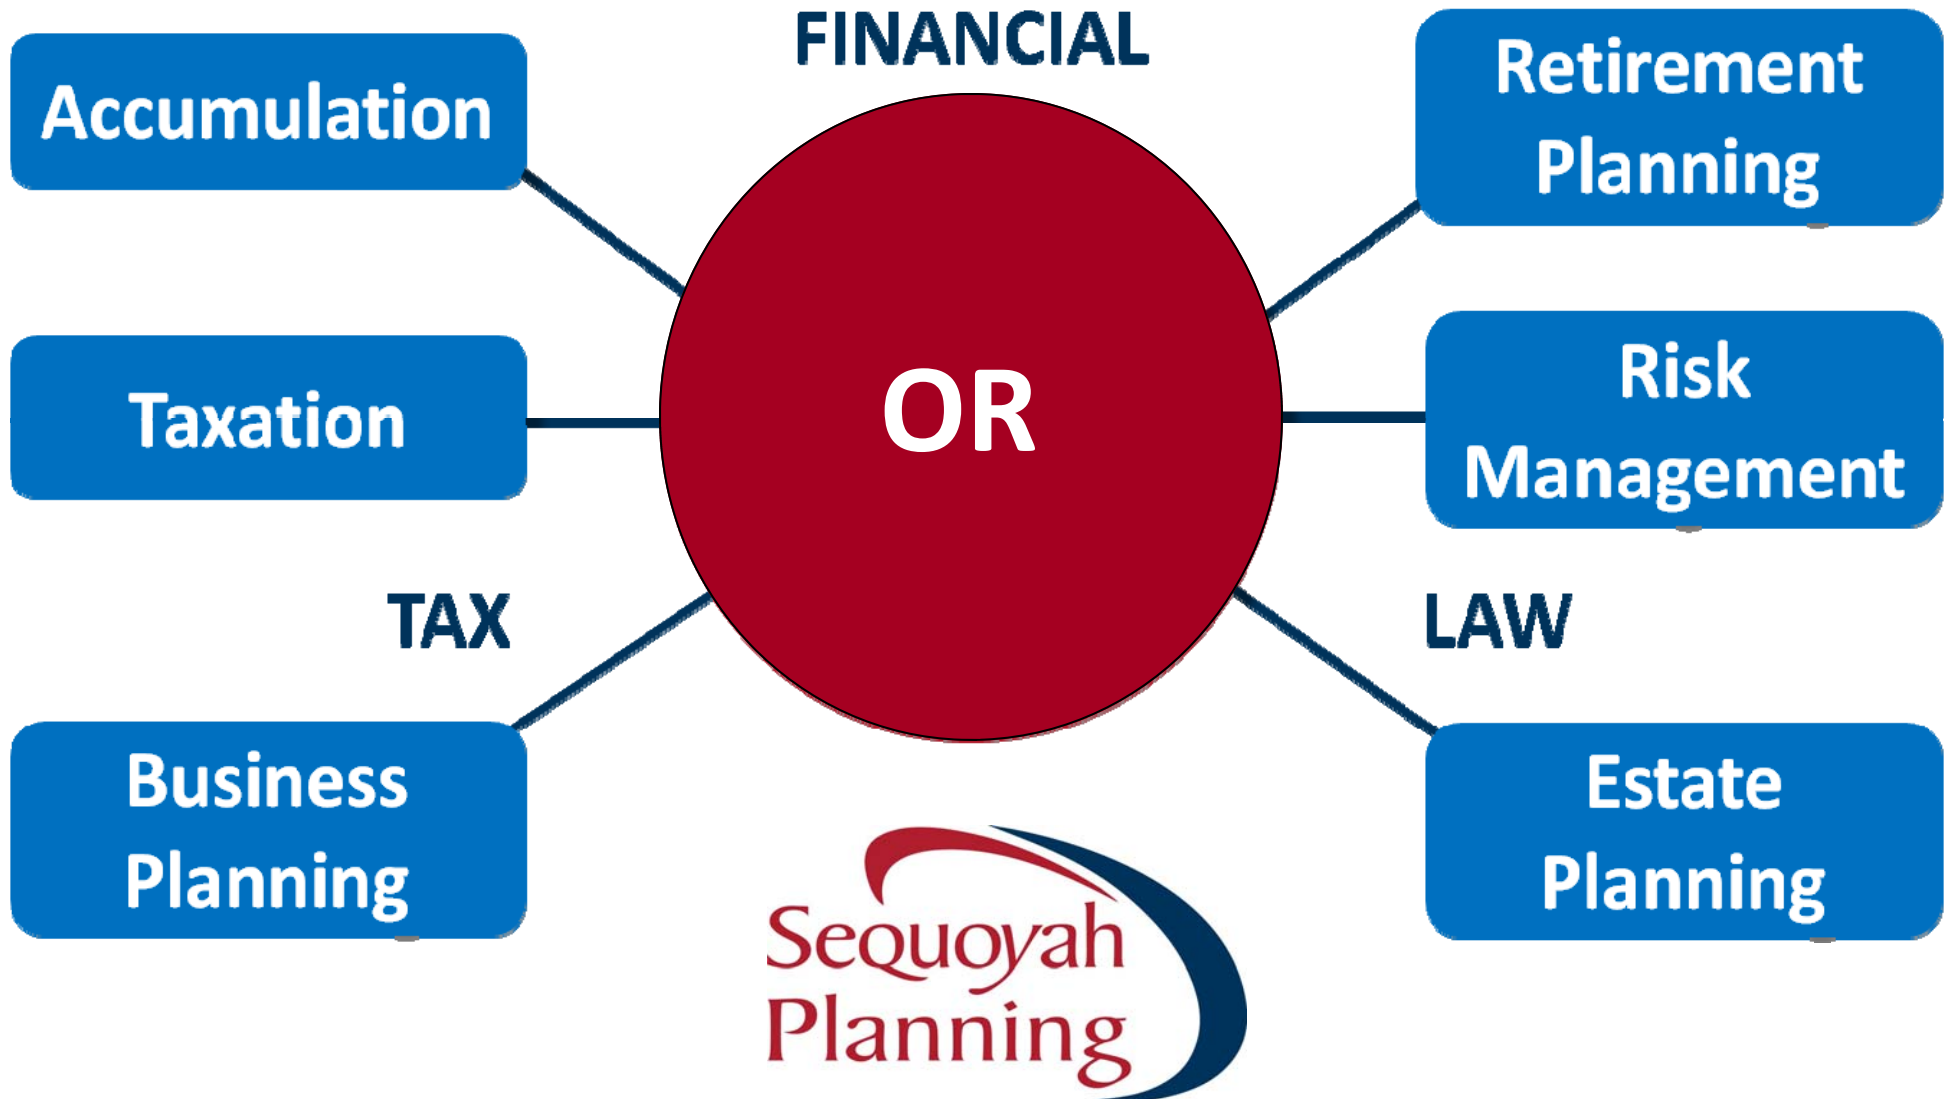 FINANCIAL
Accumulation
Retirement
Planning
Taxation
OR
Risk
Management
TAX
LAW
Business
Planning
Estate
Planning
Sequoyah
Planning